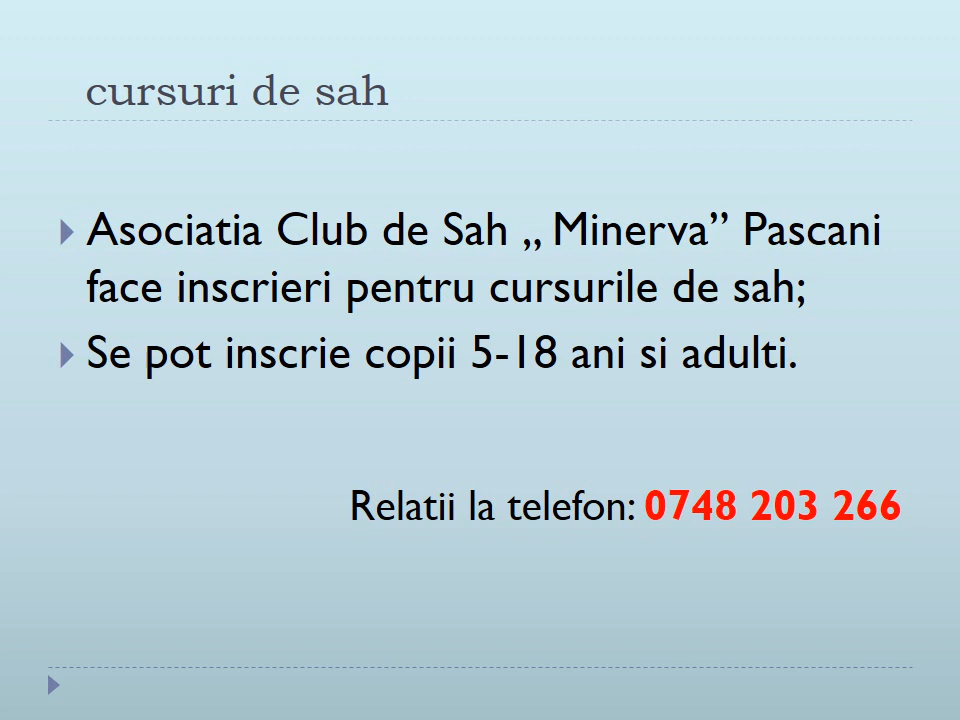 cursuri de sah
Asociatia Club de Sah „ Minerva” Pascani
face inscrieri pentru cursurile de sah;
Se pot inscrie copii 5-18 ani si adulti.
Relatii la telefon: 0748 203 266